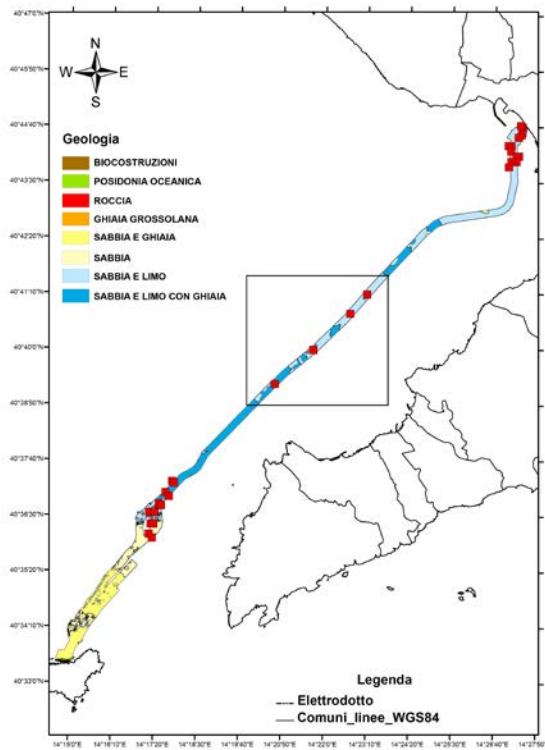 40°47'0"N
N
W E
S
40°45'50"N
40°44'40"N
Geologia
BIOCOSTRUZIONI
POSIDONIA OCEANICA
ROCCIA
GHIAIA GROSSOLANA
SABBIA E GHIAIA
SABBIA
SABBIA E LIMO
SABBIA E LIMO CON GHIAIA
40°43'30"N
40°42'20"N
40°41'10"N
40°40'0"N
40°38'50"N
40°37'40"N
40°36'30"N
40°35'20"N
40°34'10"N
40°33'0"N
Legenda
Elettrodotto
Comuni_linee_WGS84
14°15'0"E 14°16'10"E 14°17'20"E 14°18'30"E 14°19'40"E 14°20'50"E 14°22'0"E 14°23'10"E 14°24'20"E 14°25'30"E 14°26'40"E